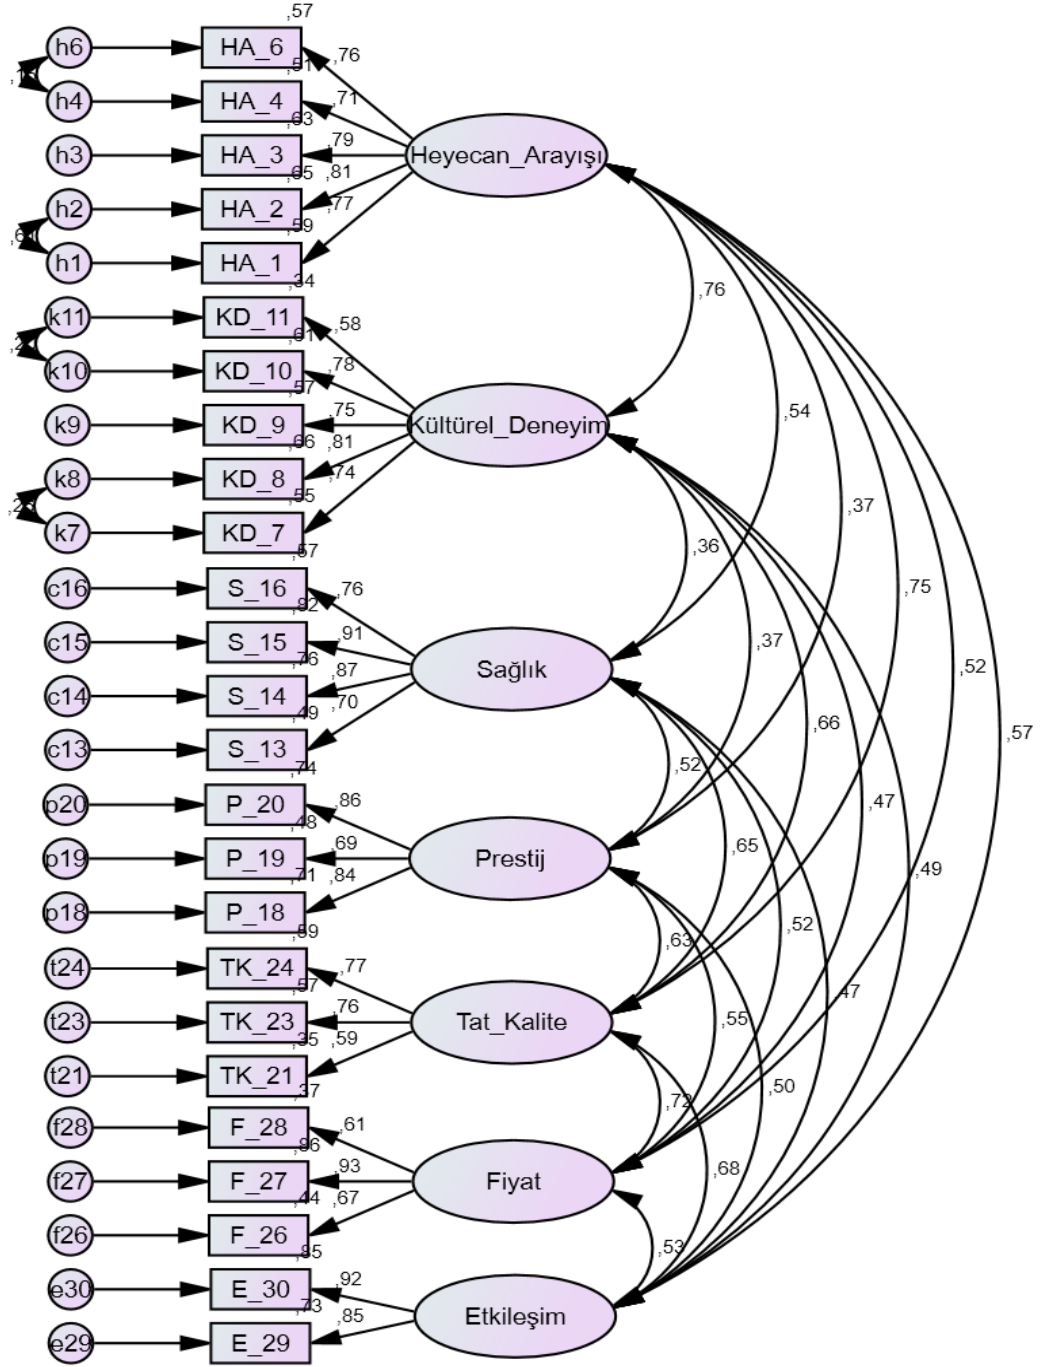 ,57
h6 HA_6 ,76
,51
h4 HA_4 ,71
,63
h3 HA_3 ,79
Heyecan_Arayışı
,65 ,81
h2 HA_2 ,77
,59
h1 HA_1
,34
,76
k11 KD_11 ,58
,61
k10 KD_10 ,78
,57
,54
k9 KD_9 ,75
Kültürel_Deneyim
,66 ,81
k8 KD_8 ,74
,55
,37
k7 KD_7
,36
,57
c16 S_16 ,76
,75
,82
c15 S_15 ,91
,37
,76
Sağlık
,52
c14 S_14 ,87
,49 ,70
,66
,57
c13 S_13
,52
,74
p20 P_20 ,86
,47
,48
p19 P_19 ,69
Prestij
,65
,49
,71 ,84
p18 P_18
,52
,59
,63
t24 TK_24 ,77
,57
,47
t23 TK_23 ,76
Tat_Kalite
,55
,35 ,59
t21 TK_21
,50
,37
,72
f28 F_28 ,61
,86
,68
f27 F_27 ,93
Fiyat
,44 ,67
f26 F_26
,53
,85
e30 E_30 ,92
,73
Etkileşim
e29 E_29 ,85